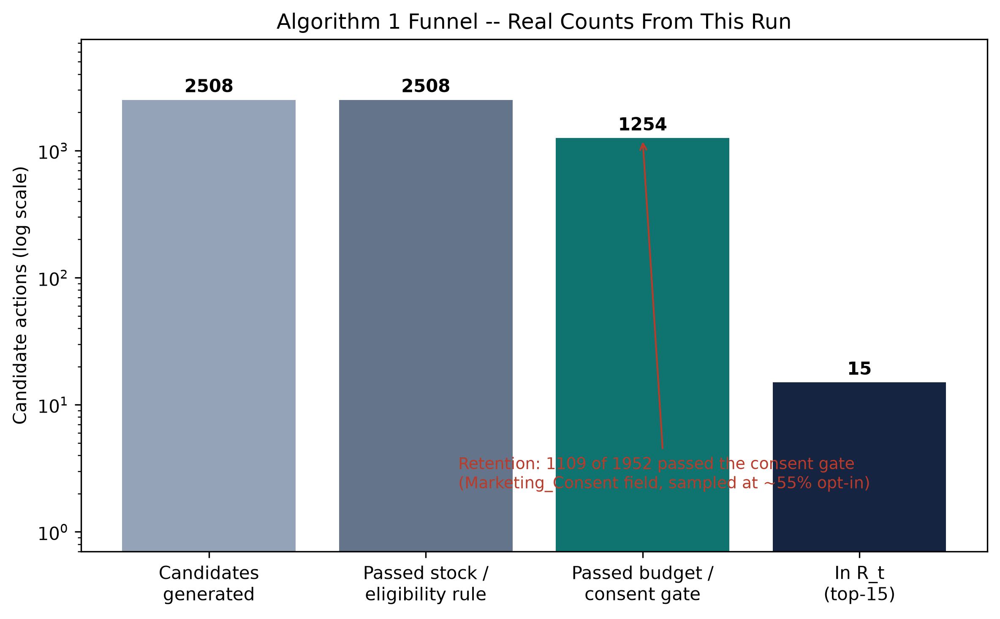 Algorithm 1 Funnel -- Real Counts From This Run
Candidate actions (log scale)
10³
10²
10¹
10⁰
2508
2508
1254
15
Retention: 1109 of 1952 passed the consent gate
(Marketing_Consent field, sampled at ~55% opt-in)
Candidates
generated
Passed stock /
eligibility rule
Passed budget /
consent gate
In R_t
(top-15)